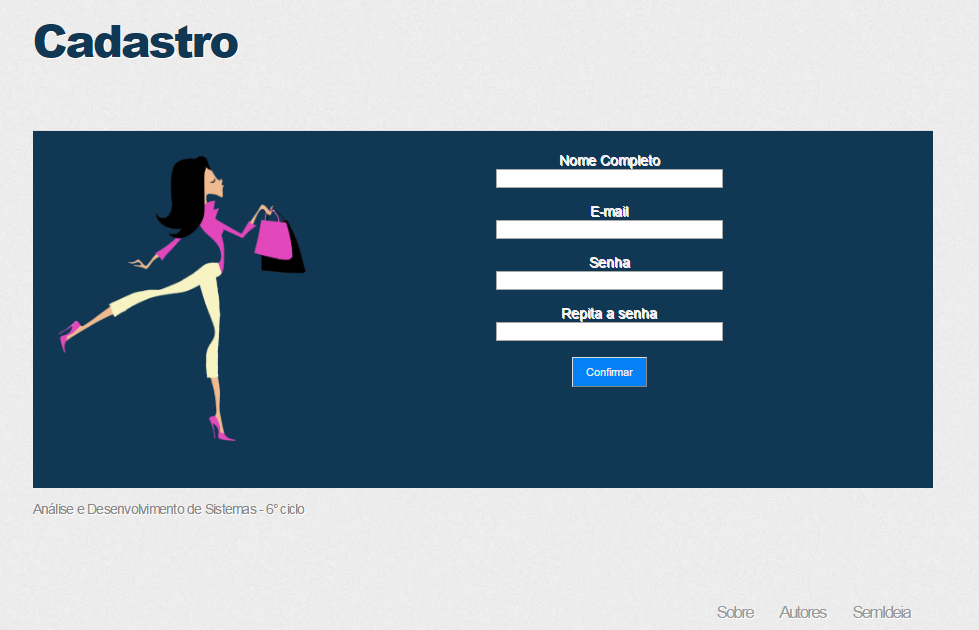 Cadastro
Nome Completo
E-mail
Senha
Repita a senha
Confirmar
Análise e Desenvolvimento de Sistemas - 6° ciclo
Sobre Autores SemIdeia